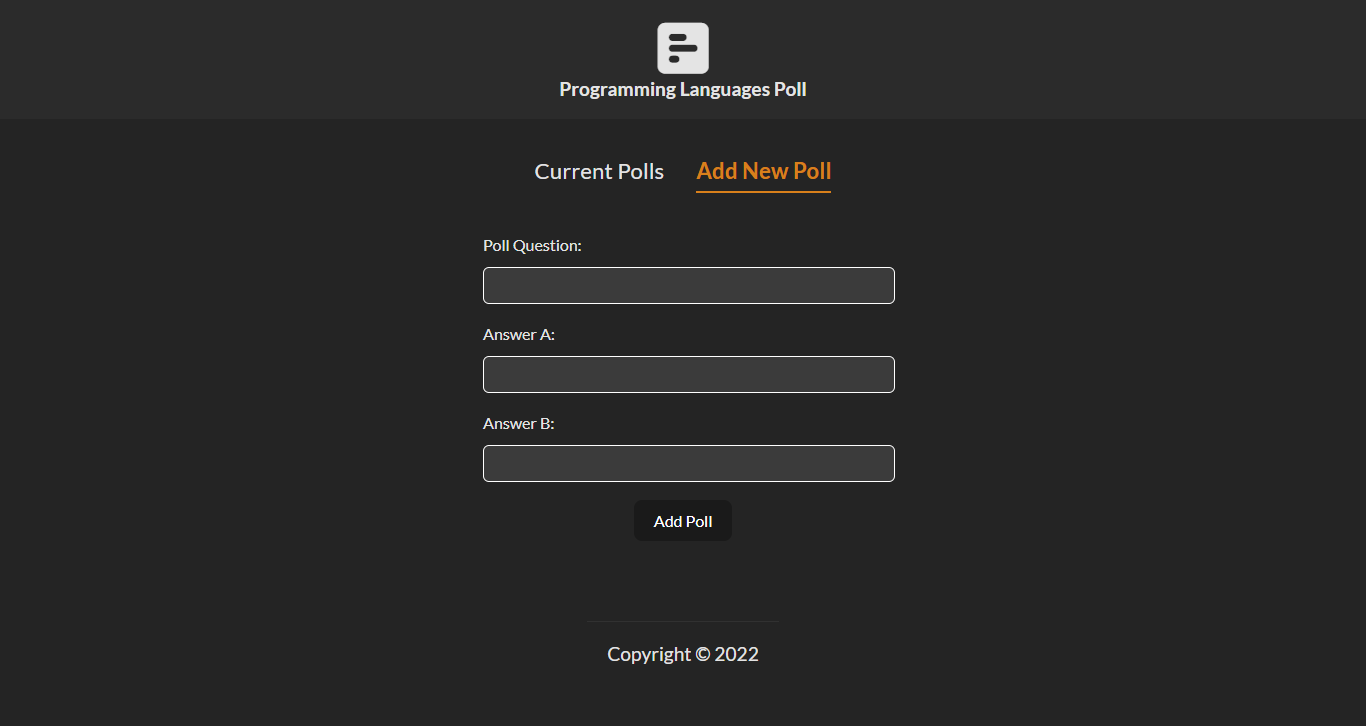 Programming Languages Poll
Current Polls Add New Poll
Poll Question:
Answer A:
Answer B:
Add Poll
Copyright © 2022